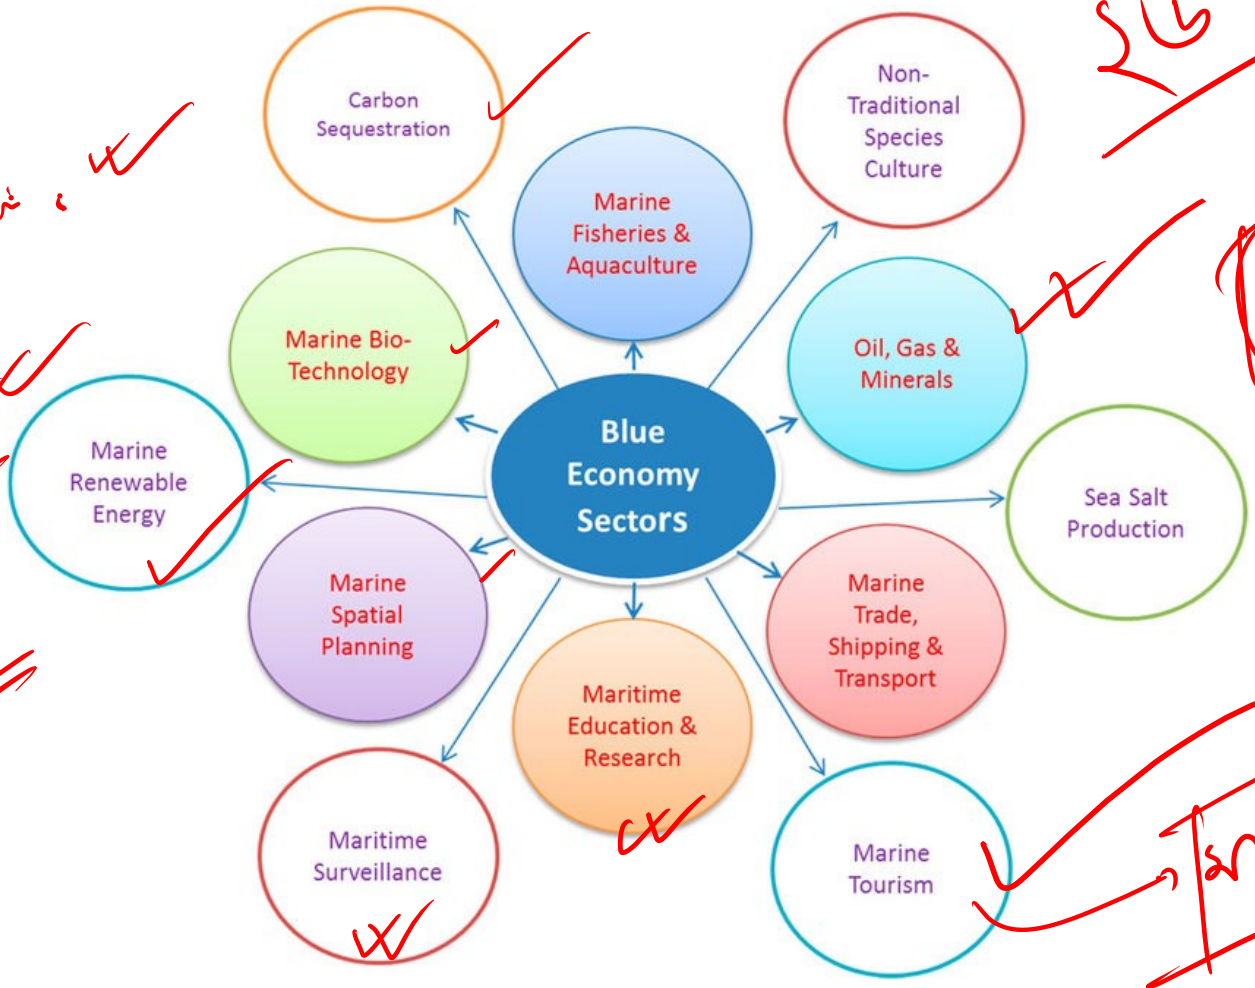 Carbon
Sequestration
Non-
Traditional
Species
Culture
Marine
Fisheries &
Aquaculture
Marine Bio-
Technology
Oil, Gas &
Minerals
Blue
Economy
Sectors
Marine
Renewable
Energy
Sea Salt
Production
Marine
Spatial
Planning
Marine
Trade,
Shipping &
Transport
Maritime
Education &
Research
Maritime
Surveillance
Marine
Tourism